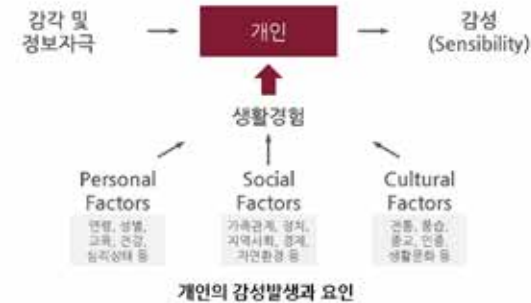 감각 및
정보자극
개인
감성
(Sensibility)
생활경험
Personal
Factors
연령, 성별,
교육, 건강,
심리상태 등
Social
Factors
가족관계, 정치,
지역사회, 경제,
자연환경 등
Cultural
Factors
전통, 풍습,
종교, 인종,
생활문화 등
개인의 감성발생과 요인